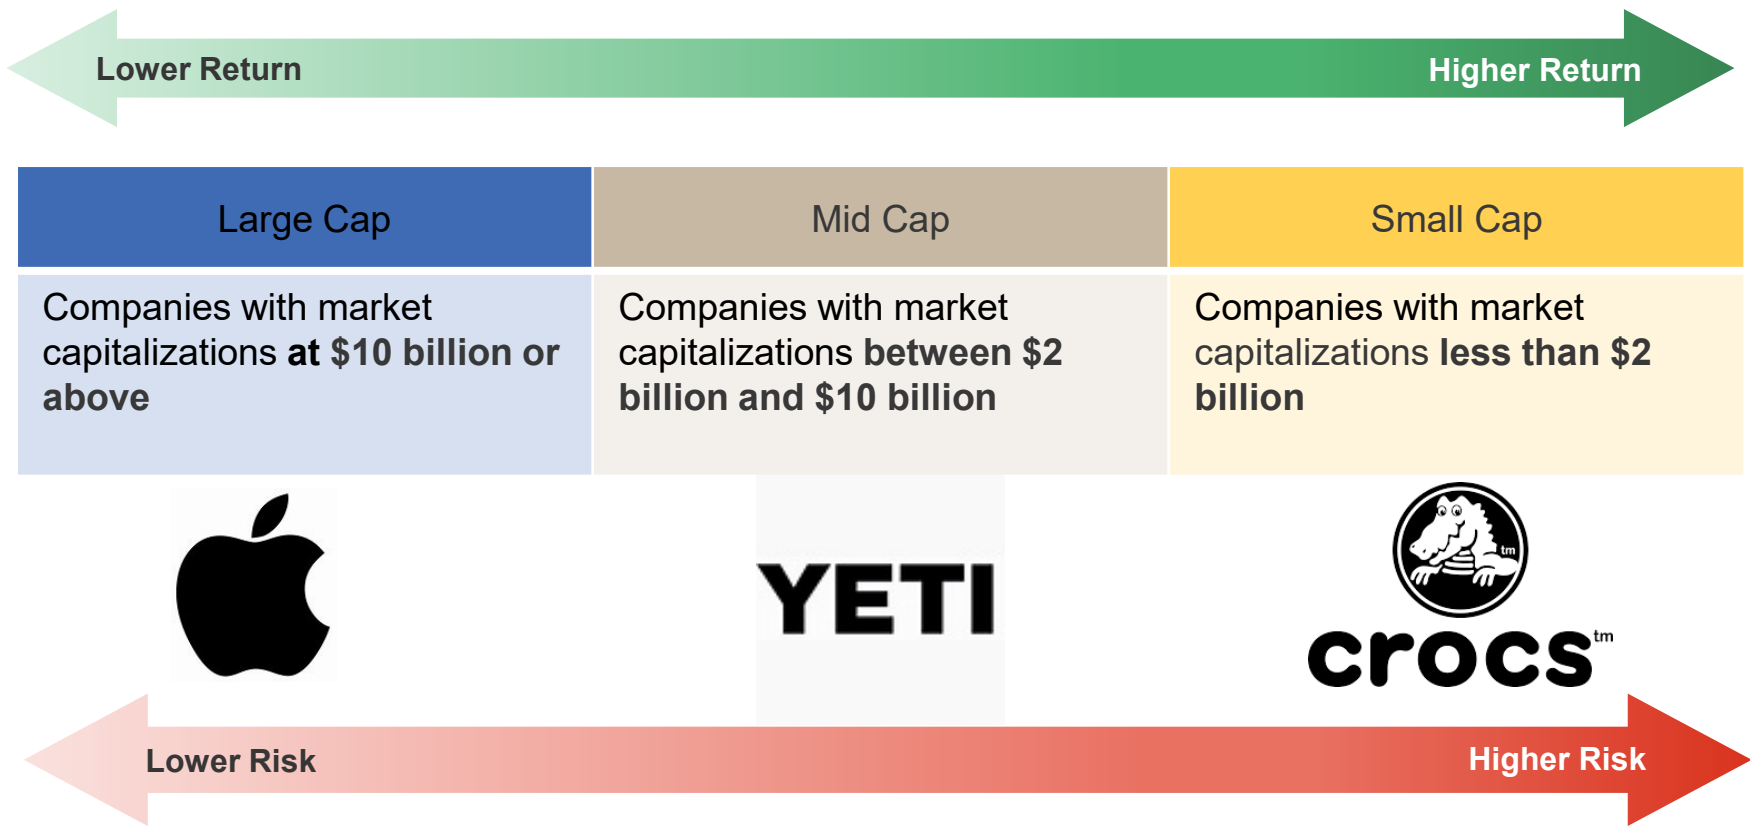 Lower Return
Higher Return
Large Cap
Mid Cap
Small Cap
Companies with market
capitalizations at $10 billion or
above
Companies with market
capitalizations between $2
billion and $10 billion
Companies with market
capitalizations less than $2
billion
YETI
tm
crocs™
Lower Risk
Higher Risk